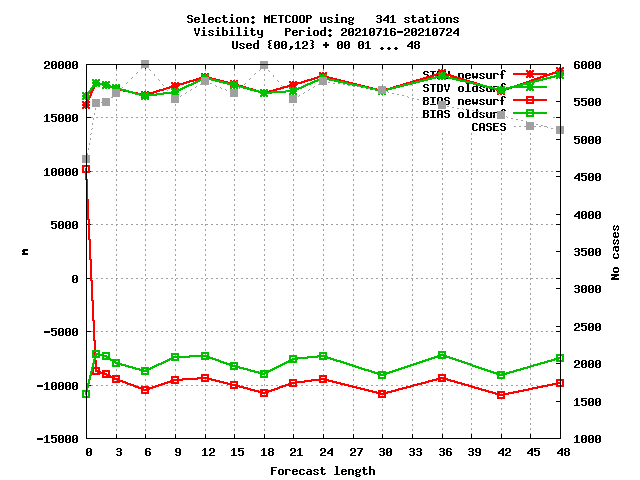 Selection: METCOOP using   341 stations
Visibility   Period: 20210716-20210724
Used {00,12} + 00 01 ... 48
20000
15000
10000
5000
0
-5000
-10000
-15000
m
6000
5500
5000
4500
4000
3500
3000
2500
2000
1500
1000
No cases
STDV newsurf
STDV oldsurf
BIAS newsurf
BIAS oldsurf
CASES
0 3 6 9 12 15 18 21 24 27 30 33 36 39 42 45 48
Forecast length